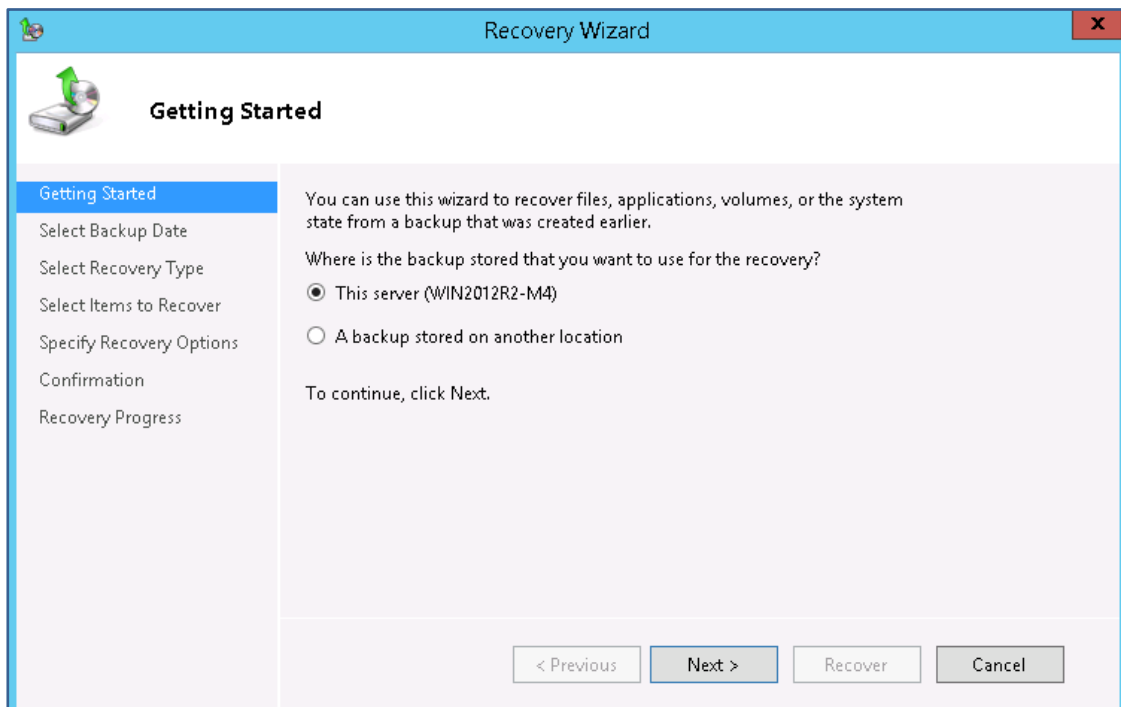 Recovery Wizard
x
Getting Started
Getting Started
Select Backup Date
Select Recovery Type
Select Items to Recover
Specify Recovery Options
Confirmation
Recovery Progress
You can use this wizard to recover files, applications, volumes, or the system
state from a backup that was created earlier.
Where is the backup stored that you want to use for the recovery?
This server (WIN2012R2-M4)
A backup stored on another location
To continue, click Next.
< Previous
Next >
Recover
Cancel